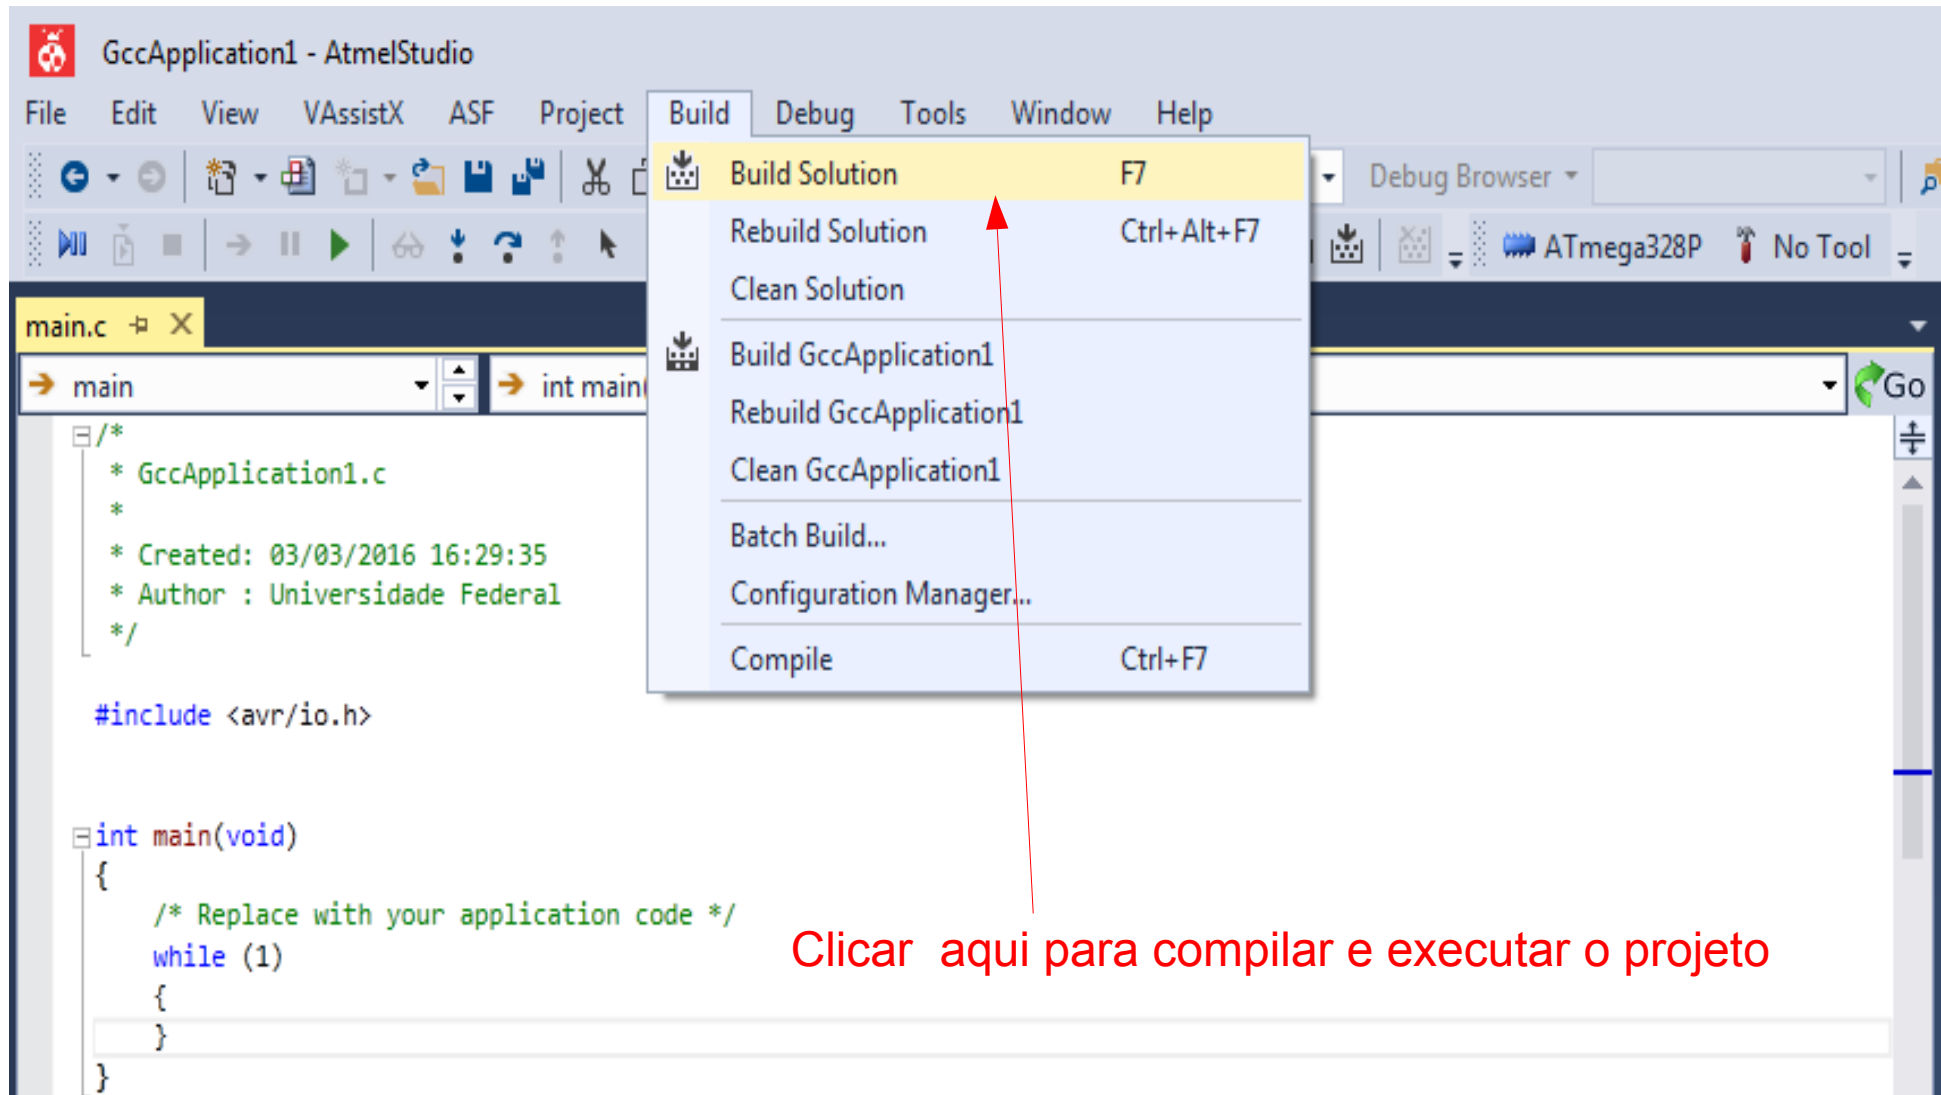 GccApplication1 - AtmelStudio
File Edit View VAssistX ASF Project Build Debug Tools Window Help
Build Solution F7
Debug Browser
Rebuild Solution Ctrl+Alt+F7
ATmega328P No Tool
Clean Solution
main.c
Build GccApplication1
main int main( Go
Rebuild GccApplication1
/*
* GccApplication1.c
Clean GccApplication1
*
Batch Build...
* Created: 03/03/2016 16:29:35
* Author : Universidade Federal
Configuration Manager...
*/
Compile Ctrl+F7
#include <avr/io.h>
int main(void)
{
/* Replace with your application code */
while (1)
Clicar aqui para compilar e executar o projeto
{
}
}